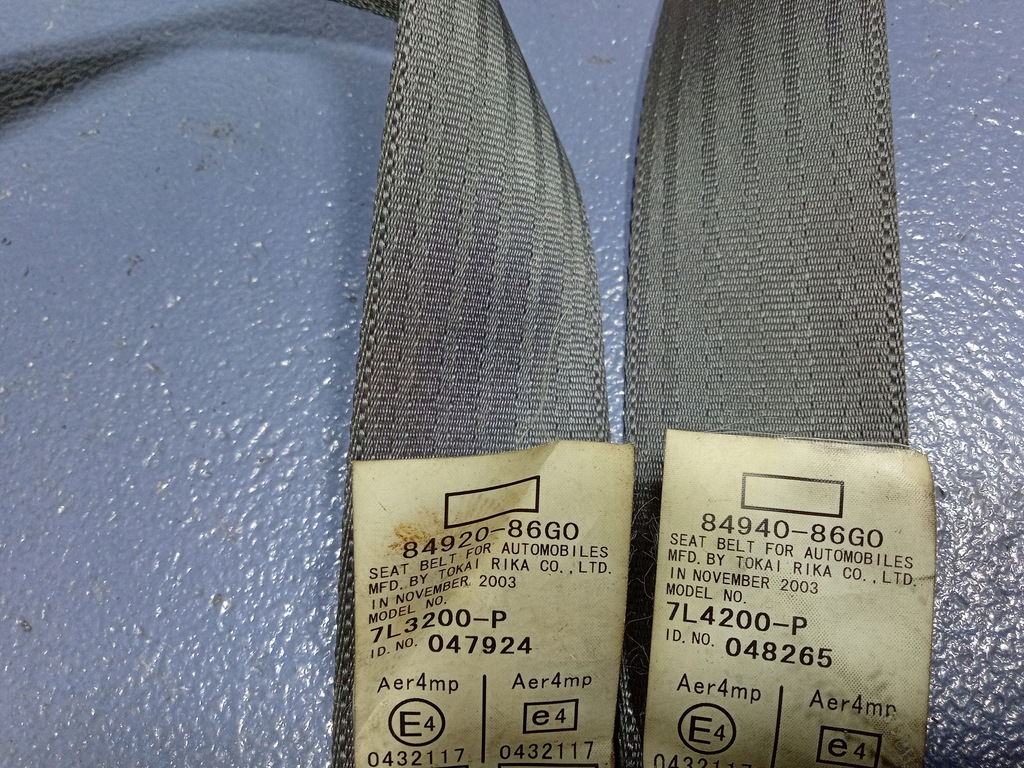 84920-86G0
SEAT BELT FOR AUTOMOBILES
MFD. BY TOKAI RIKA CO.,LTD.
IN NOVEMBER 2003
MODEL NO.
7L3200-P
ID. NO. 047924
Aer4mp Aer4mp
E4 e4
0432117 0432117
84940-86G0
SEAT BELT FOR AUTOMOBILES
MFD. BY TOKAI RIKA CO.,LTD.
IN NOVEMBER 2003
MODEL NO.
7L4200-P
ID. NO. 048265
Aer4mp Aer4mp
E4 e4
0432117